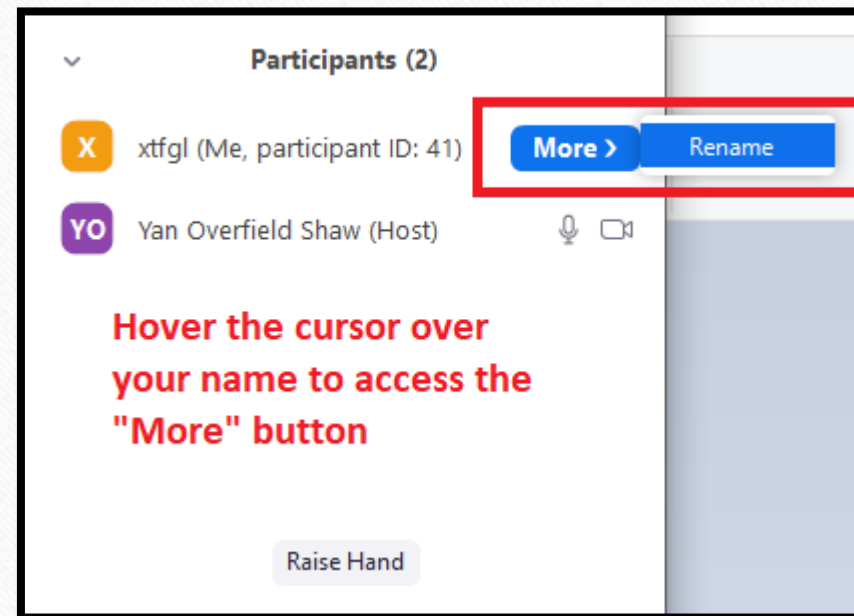 Participants (2)
X xtfgl (Me, participant ID: 41) More > Rename
YO Yan Overfield Shaw (Host)
Hover the cursor over
your name to access the
"More" button
Raise Hand